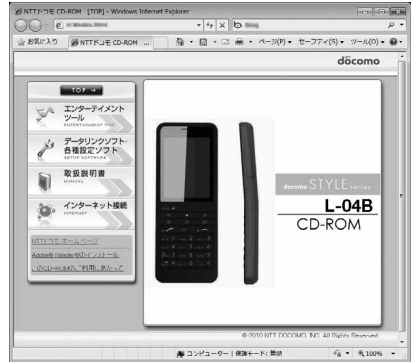 NTTドコモ CD-ROM [TOP] - Windows Internet Explorer
お気に入り
NTTドコモ CD-ROM ...
ページ(P)
セーフティ(S)
ツール(O)
döcomo
TOP
エンターテイメント
ツール
ENTERTAINMENT TOOL
データリンクソフト・
各種設定ソフト
SETUP SOFTWARE
取扱説明書
MANUAL
インターネット接続
INTERNET
NTTドコモ ホームページ
Adobe® Reader®のインストール
このCD-ROMのご利用にあたって
docomo STYLE series
L-04B
CD-ROM
© 2010 NTT DOCOMO, INC. All Rights Reserved.
コンピューター | 保護モード: 無効
100%